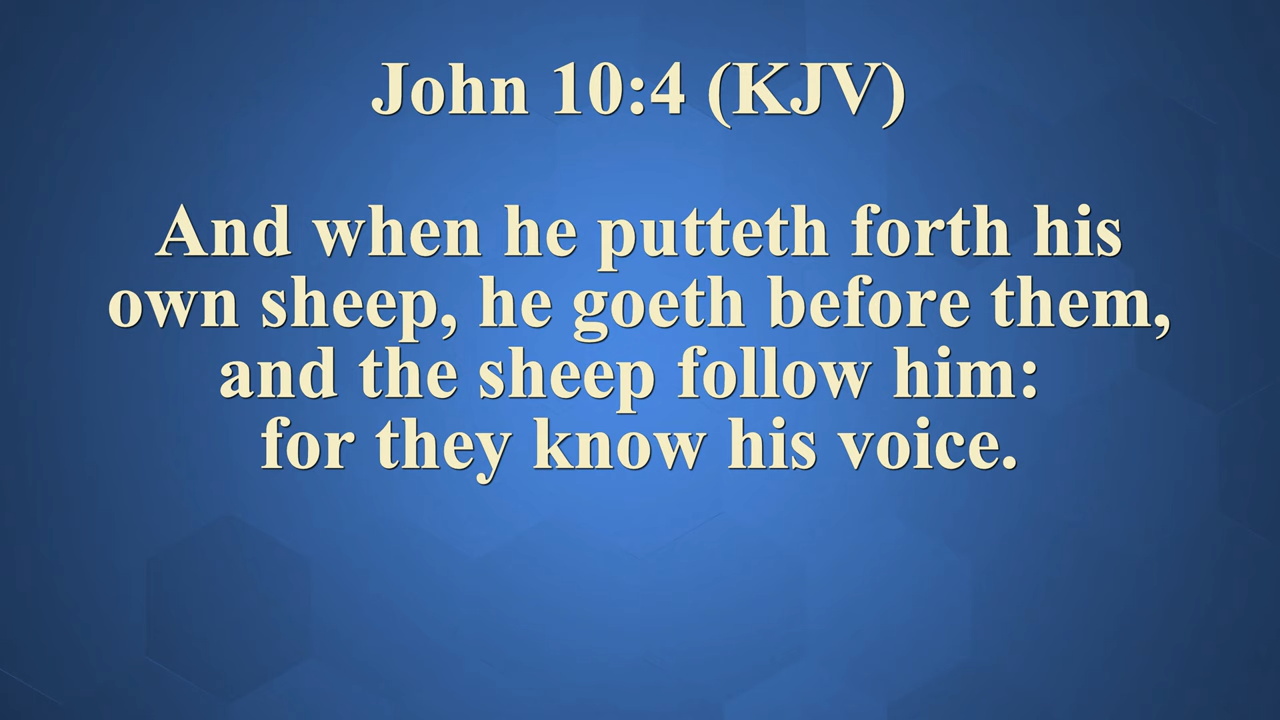 John 10:4 (KJV)
And when he putteth forth his
own sheep, he goeth before them,
and the sheep follow him:
for they know his voice.